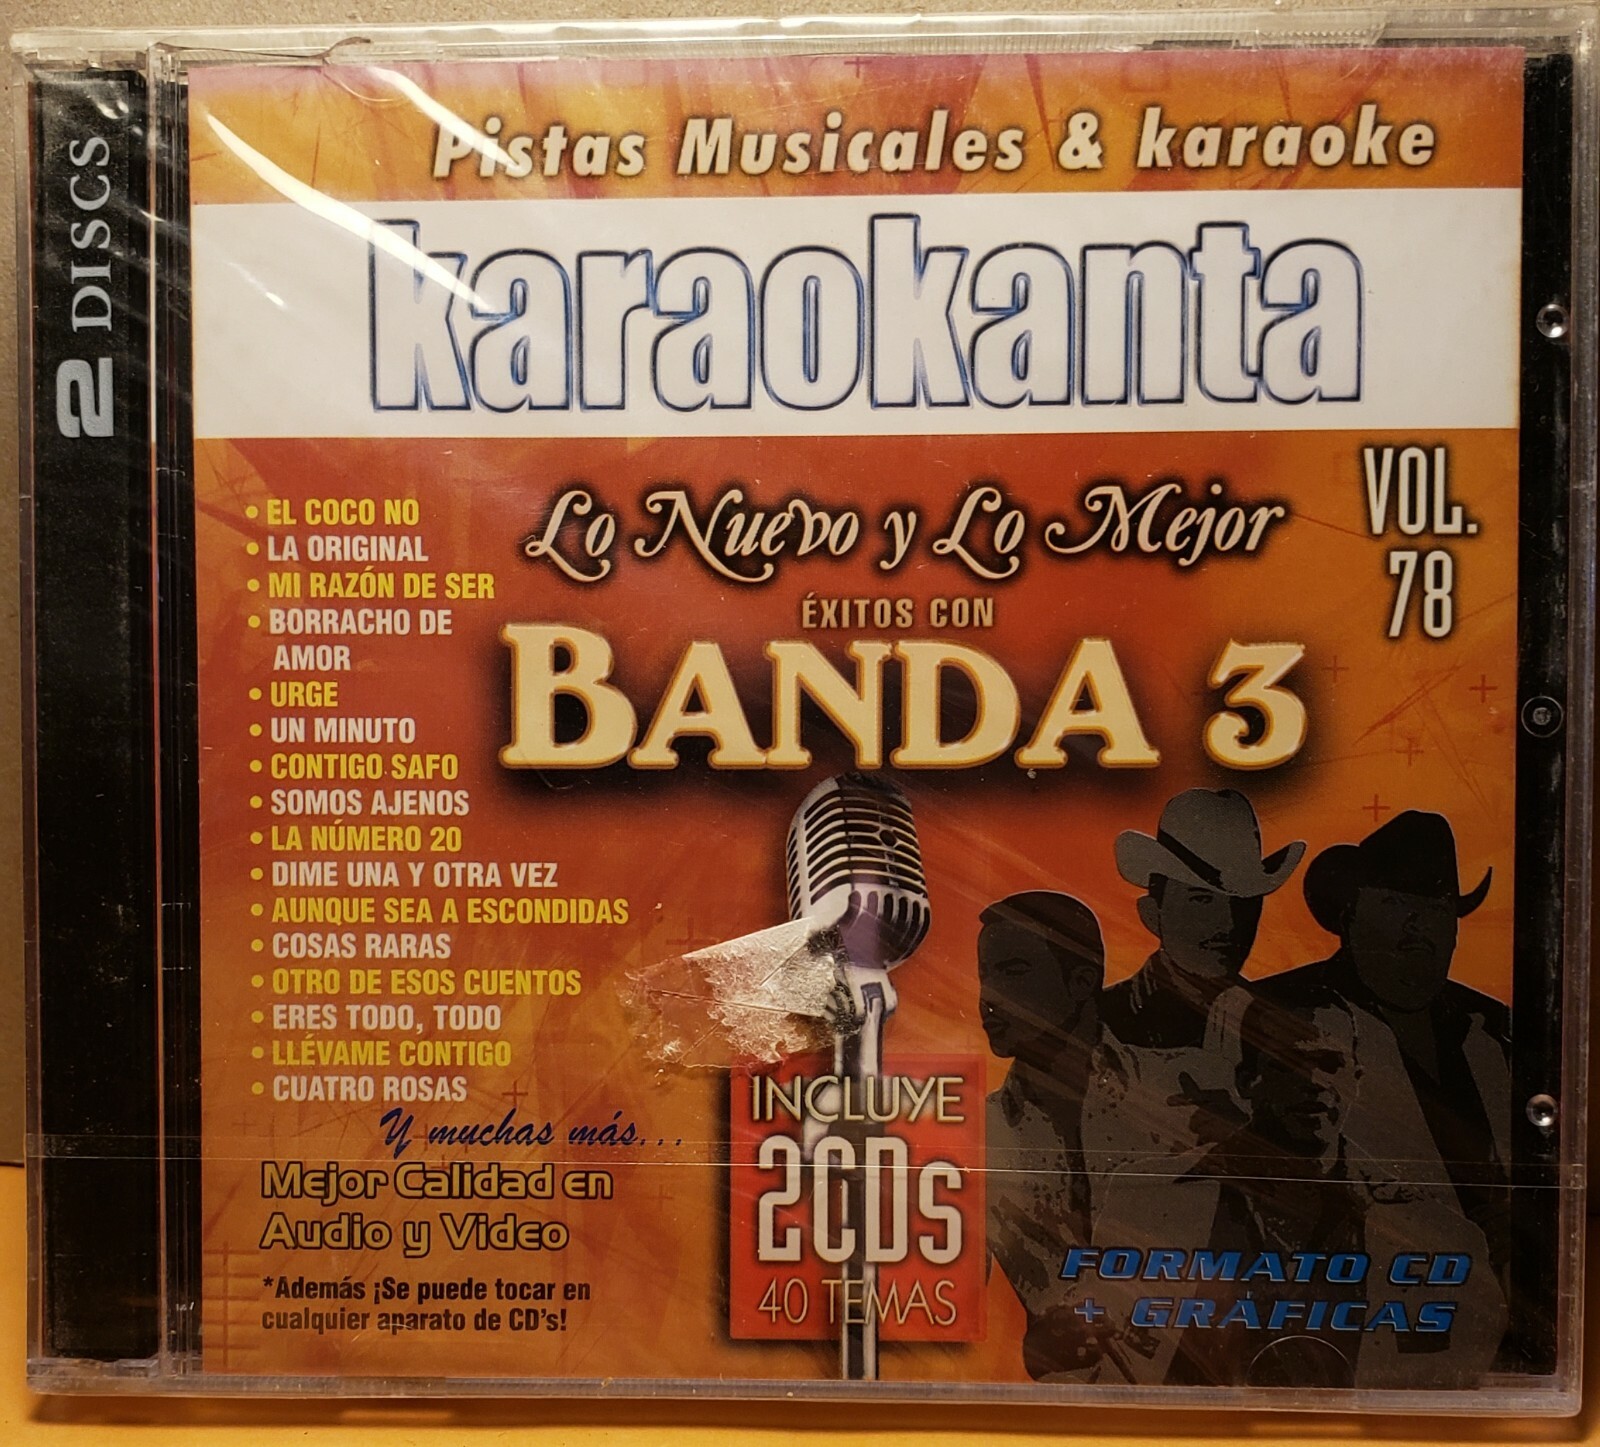 2 DISCS
Pistas Musicales & karaoke
karaokanta
Lo Nuevo y Lo Mejor
VOL.
78
ÉXITOS CON
BANDA 3
• EL COCO NO
• LA ORIGINAL
• MI RAZÓN DE SER
• BORRACHO DE
AMOR
• URGE
• UN MINUTO
• CONTIGO SAFO
• SOMOS AJENOS
• LA NÚMERO 20
• DIME UNA Y OTRA VEZ
• AUNQUE SEA A ESCONDIDAS
• COSAS RARAS
• OTRO DE ESOS CUENTOS
• ERES TODO, TODO
• LLÉVAME CONTIGO
• CUATRO ROSAS
Y muchas más...
Mejor Calidad en
Audio y Video
*Además ¡Se puede tocar en
cualquier aparato de CD's!
INCLUYE
2CDs
40 TEMAS
FORMATO CD
+ GRÁFICAS